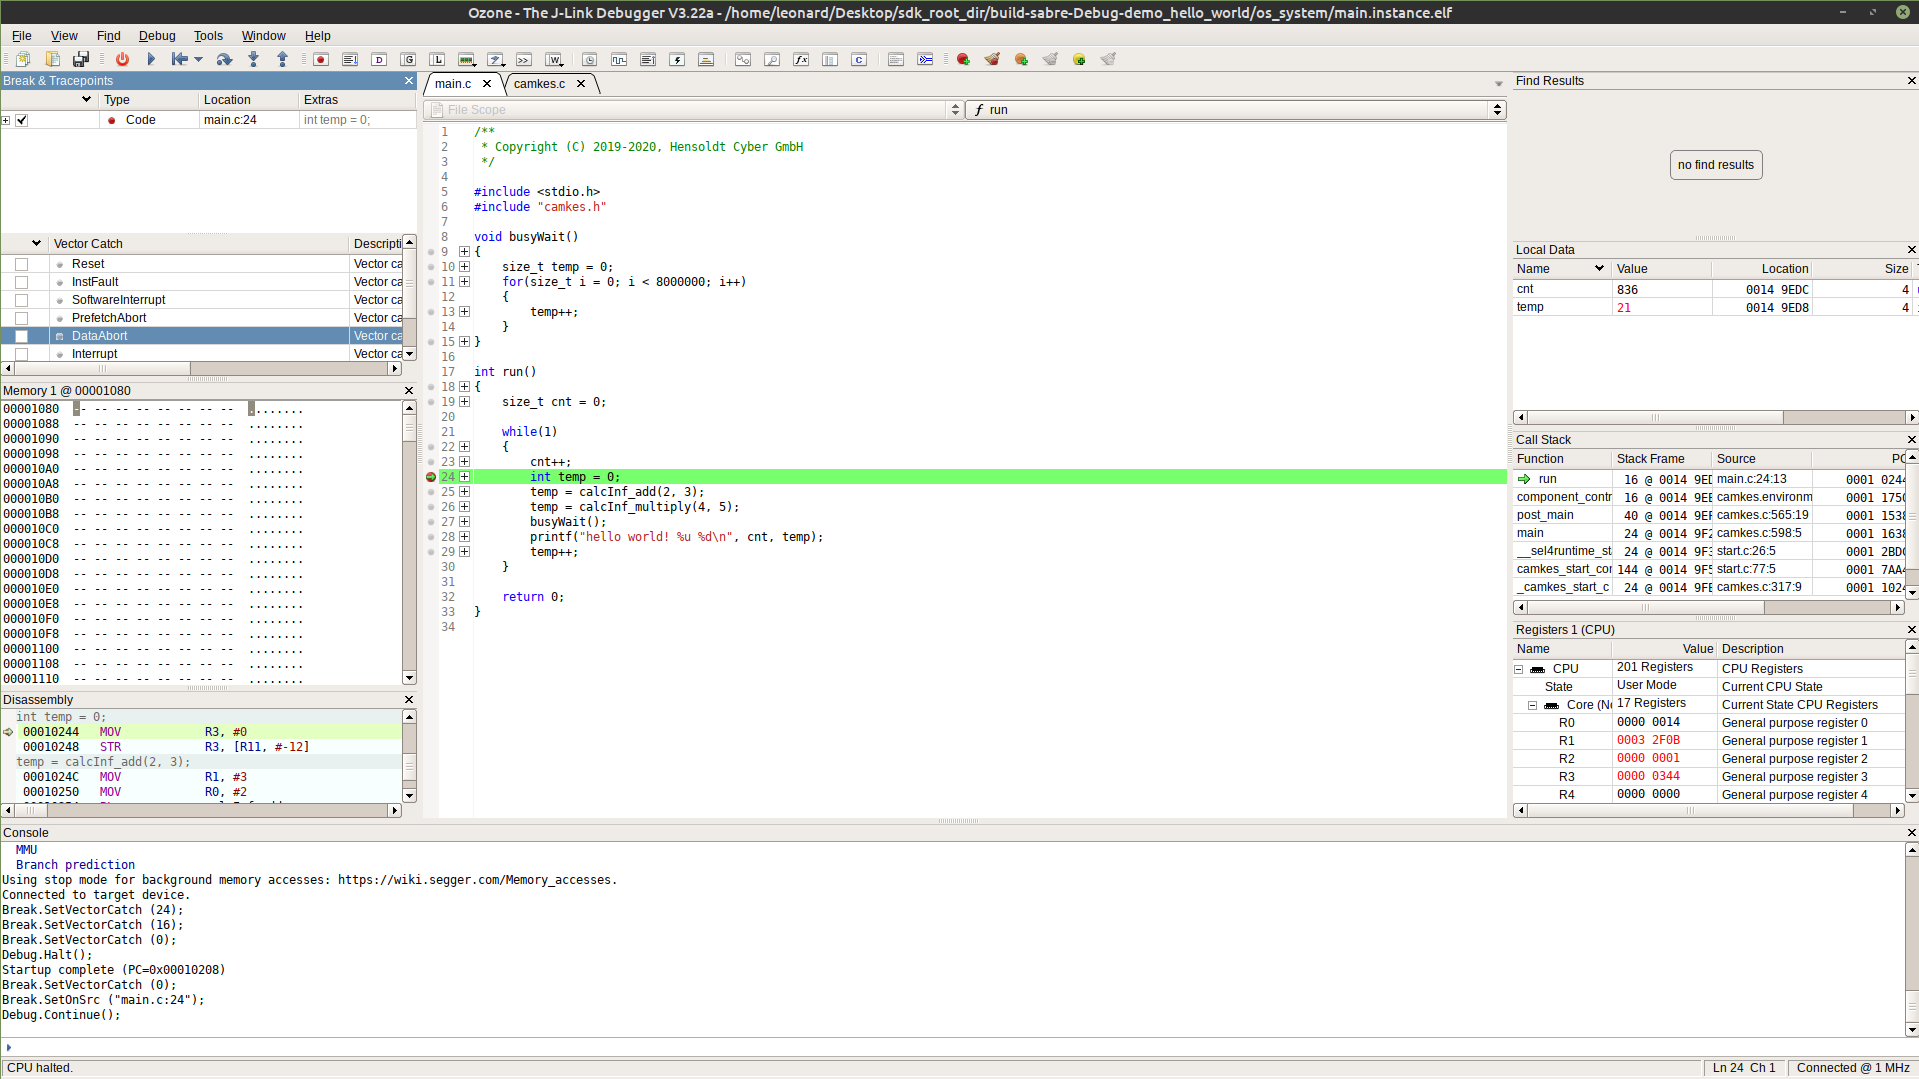 Ozone - The J-Link Debugger V3.22a - /home/leonard/Desktop/sdk_root_dir/build-sabre-Debug-demo_hello_world/os_system/main.instance.elf
File View Find Debug Tools Window Help
Break & Tracepoints
Type Location Extras
Code main.c:24 int temp = 0;
Vector Catch Descripti
Reset Vector ca
InstFault Vector ca
SoftwareInterrupt Vector ca
PrefetchAbort Vector ca
DataAbort Vector ca
Interrupt Vector ca
Memory 1 @ 00001080
00001080 -- -- -- -- -- -- -- -- ........
00001088 -- -- -- -- -- -- -- -- ........
00001090 -- -- -- -- -- -- -- -- ........
00001098 -- -- -- -- -- -- -- -- ........
000010A0 -- -- -- -- -- -- -- -- ........
000010A8 -- -- -- -- -- -- -- -- ........
000010B0 -- -- -- -- -- -- -- -- ........
000010B8 -- -- -- -- -- -- -- -- ........
000010C0 -- -- -- -- -- -- -- -- ........
000010C8 -- -- -- -- -- -- -- -- ........
000010D0 -- -- -- -- -- -- -- -- ........
000010D8 -- -- -- -- -- -- -- -- ........
000010E0 -- -- -- -- -- -- -- -- ........
000010E8 -- -- -- -- -- -- -- -- ........
000010F0 -- -- -- -- -- -- -- -- ........
000010F8 -- -- -- -- -- -- -- -- ........
00001100 -- -- -- -- -- -- -- -- ........
00001108 -- -- -- -- -- -- -- -- ........
00001110 -- -- -- -- -- -- -- -- ........
Disassembly
int temp = 0;
00010244 MOV R3, #0
00010248 STR R3, [R11, #-12]
temp = calcInf_add(2, 3);
0001024C MOV R1, #3
00010250 MOV R0, #2
main.c camkes.c
File Scope f run
1 /**
2 * Copyright (C) 2019-2020, Hensoldt Cyber GmbH
3 */
4
5 #include <stdio.h>
6 #include "camkes.h"
7
8 void busyWait()
9 {
10 size_t temp = 0;
11 for(size_t i = 0; i < 8000000; i++)
12 {
13 temp++;
14 }
15 }
16
17 int run()
18 {
19 size_t cnt = 0;
20
21 while(1)
22 {
23 cnt++;
24 int temp = 0;
25 temp = calcInf_add(2, 3);
26 temp = calcInf_multiply(4, 5);
27 busyWait();
28 printf("hello world! %u %d\n", cnt, temp);
29 temp++;
30 }
31
32 return 0;
33 }
34
Find Results
no find results
Local Data
Name Value Location Size
cnt 836 0014 9EDC 4
temp 21 0014 9ED8 4
Call Stack
Function Stack Frame Source PC
run 16 @ 0014 9EI main.c:24:13 0001 0244
component_contr 16 @ 0014 9EE camkes.environm 0001 1750
post_main 40 @ 0014 9EF camkes.c:565:19 0001 1538
main 24 @ 0014 9F2 camkes.c:598:5 0001 1638
__sel4runtime_st 24 @ 0014 9F3 start.c:26:5 0001 2BDC
camkes_start_cor 144 @ 0014 9F5 start.c:77:5 0001 7AA4
_camkes_start_c 24 @ 0014 9FE camkes.c:317:9 0001 1024
Registers 1 (CPU)
Name Value Description
CPU 201 Registers CPU Registers
State User Mode Current CPU State
Core (No 17 Registers Current State CPU Registers
R0 0000 0014 General purpose register 0
R1 0003 2F0B General purpose register 1
R2 0000 0001 General purpose register 2
R3 0000 0344 General purpose register 3
R4 0000 0000 General purpose register 4
Console
MMU
Branch prediction
Using stop mode for background memory accesses: https://wiki.segger.com/Memory_accesses.
Connected to target device.
Break.SetVectorCatch (24);
Break.SetVectorCatch (16);
Break.SetVectorCatch (0);
Debug.Halt();
Startup complete (PC=0x00010208)
Break.SetVectorCatch (0);
Break.SetOnSrc ("main.c:24");
Debug.Continue();
CPU halted. Ln 24 Ch 1 Connected @ 1 MHz